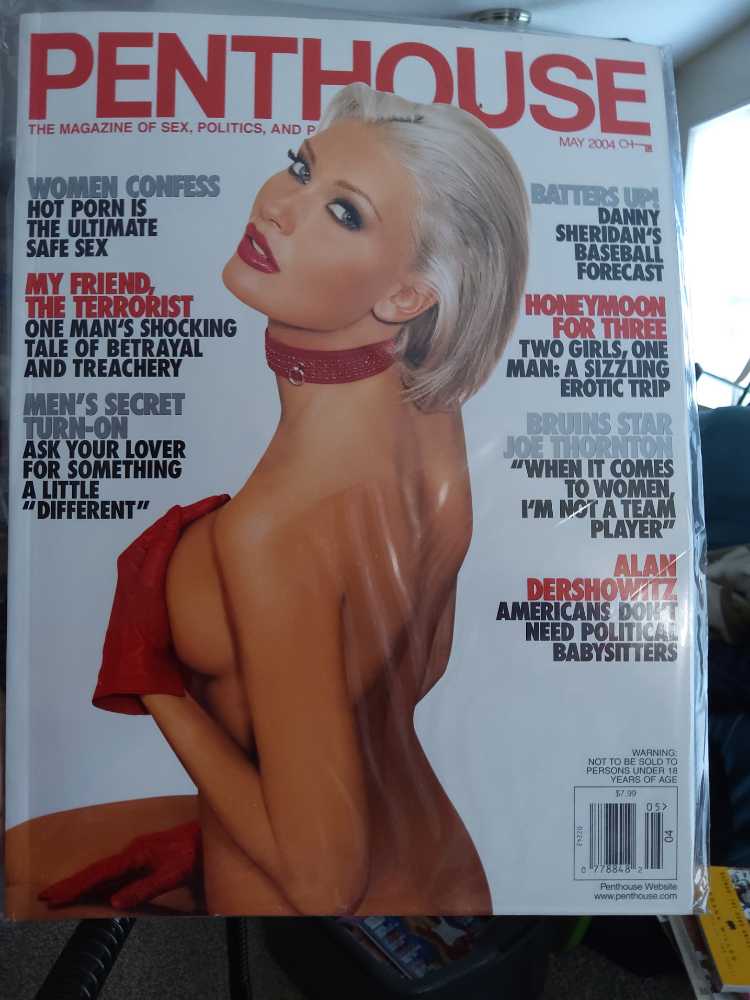 PENTHOUSE
THE MAGAZINE OF SEX, POLITICS, AND P
MAY 2004
WOMEN CONFESS
HOT PORN IS
THE ULTIMATE
SAFE SEX
MY FRIEND,
THE TERRORIST
ONE MAN'S SHOCKING
TALE OF BETRAYAL
AND TREACHERY
MEN'S SECRET
TURN-ON
ASK YOUR LOVER
FOR SOMETHING
A LITTLE
"DIFFERENT"
BATTERS UP!
DANNY
SHERIDAN'S
BASEBALL
FORECAST
HONEYMOON
FOR THREE
TWO GIRLS, ONE
MAN: A SIZZLING
EROTIC TRIP
BRUINS STAR
JOE THORNTON
"WHEN IT COMES
TO WOMEN,
I'M NOT A TEAM
PLAYER"
ALAN
DERSHOWITZ
AMERICANS DON'T
NEED POLITICAL
BABYSITTERS
WARNING:
NOT TO BE SOLD TO
PERSONS UNDER 18
YEARS OF AGE
$7.99
05>
04
0 778848 2
Penthouse Website
www.penthouse.com